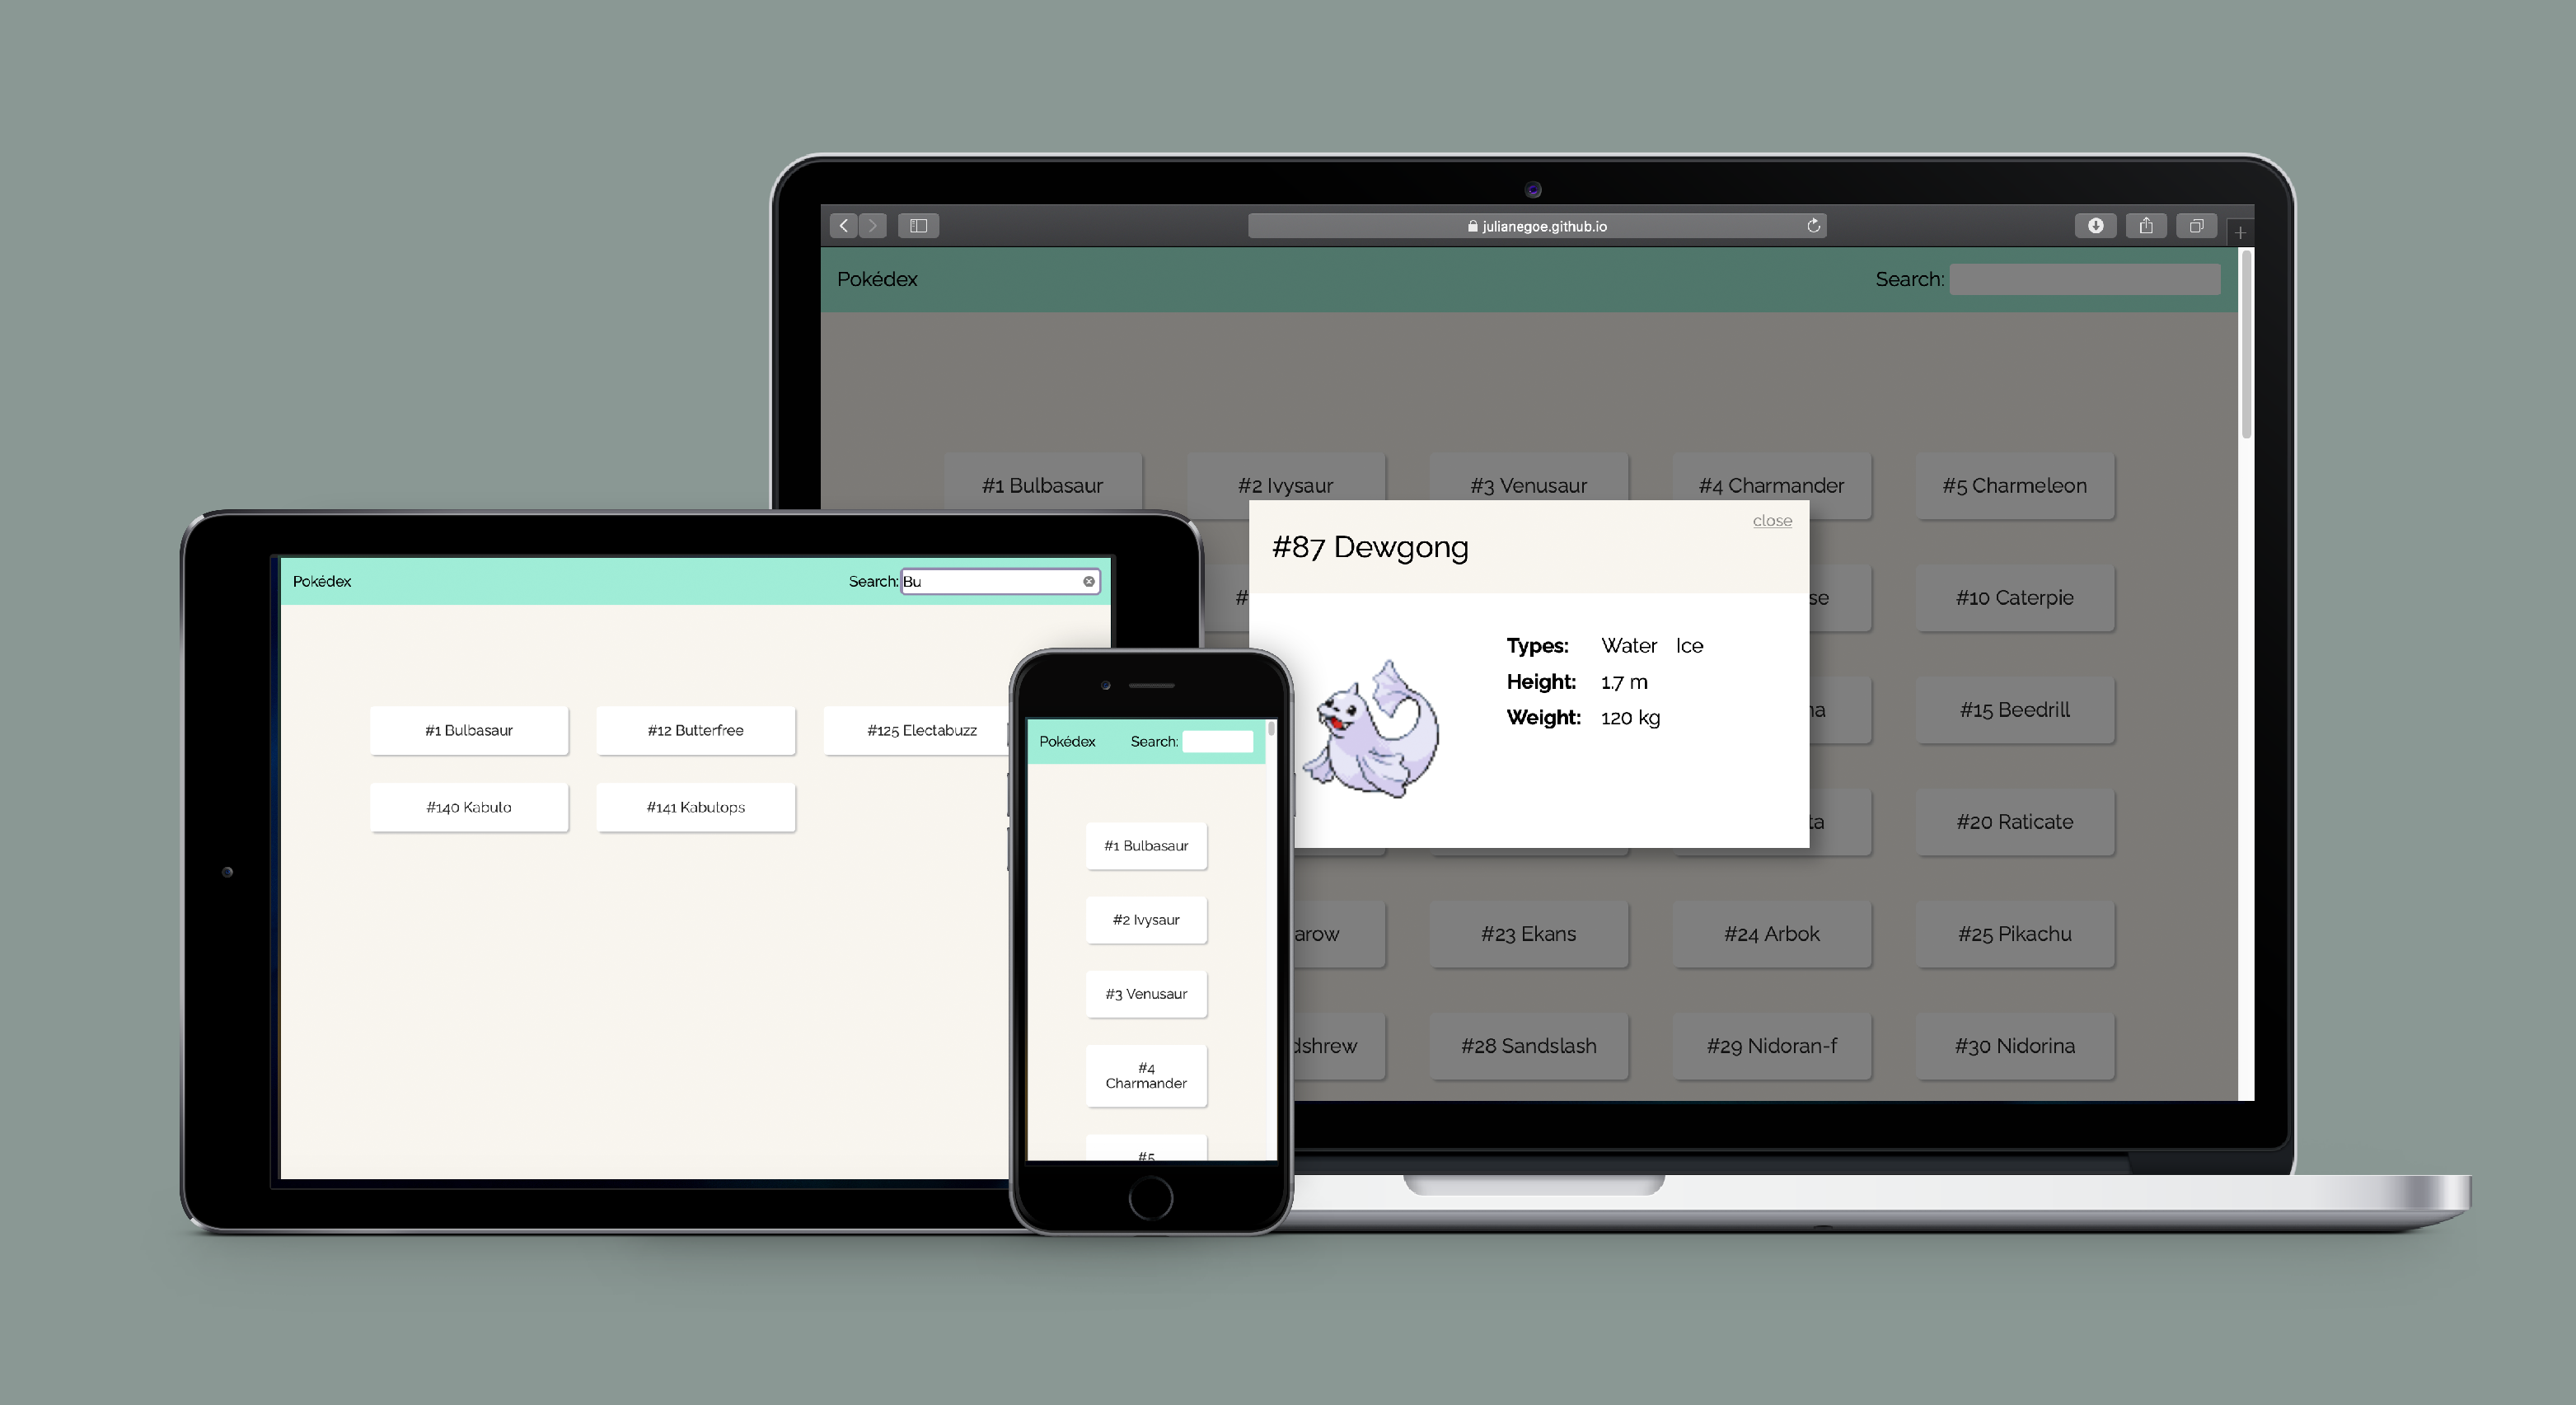 julianegoe.github.io
Pokédex
Search:
#1 Bulbasaur
#2 Ivysaur
#3 Venusaur
#4 Charmander
#5 Charmeleon
close
#87 Dewgong
#
se
#10 Caterpie
Types: Water Ice
Height: 1.7 m
Weight: 120 kg
na
#15 Beedrill
ta
#20 Raticate
arow
#23 Ekans
#24 Arbok
#25 Pikachu
dshrew
#28 Sandslash
#29 Nidoran-f
#30 Nidorina
Pokédex
Search: Bu
#1 Bulbasaur
#12 Butterfree
#125 Electabuzz
#140 Kabuto
#141 Kabutops
Pokédex
Search:
#1 Bulbasaur
#2 Ivysaur
#3 Venusaur
#4
Charmander
#5